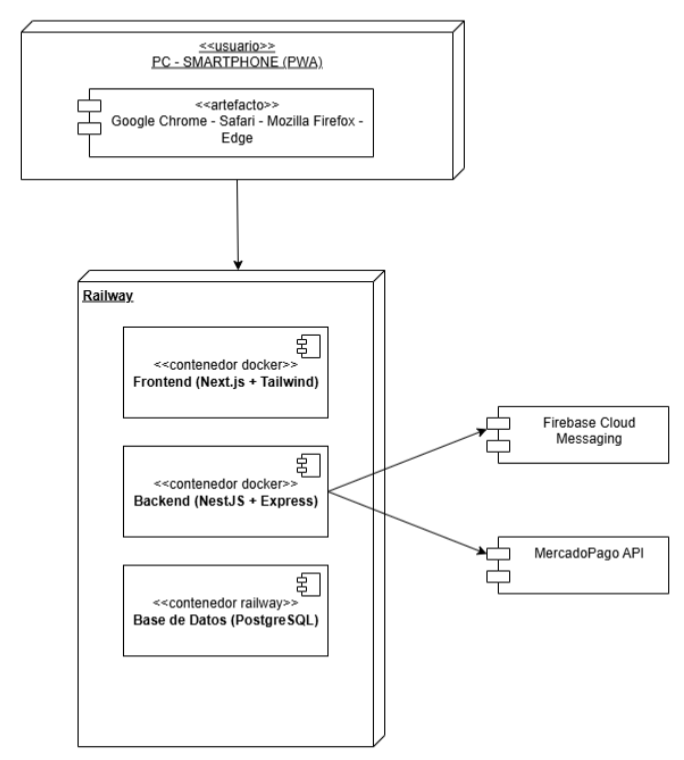 <<usuario>>
PC - SMARTPHONE (PWA)
<<artefacto>>
Google Chrome - Safari - Mozilla Firefox -
Edge
Railway
<<contenedor docker>>
Frontend (Next.js + Tailwind)
<<contenedor docker>>
Backend (NestJS + Express)
<<contenedor railway>>
Base de Datos (PostgreSQL)
Firebase Cloud
Messaging
MercadoPago API